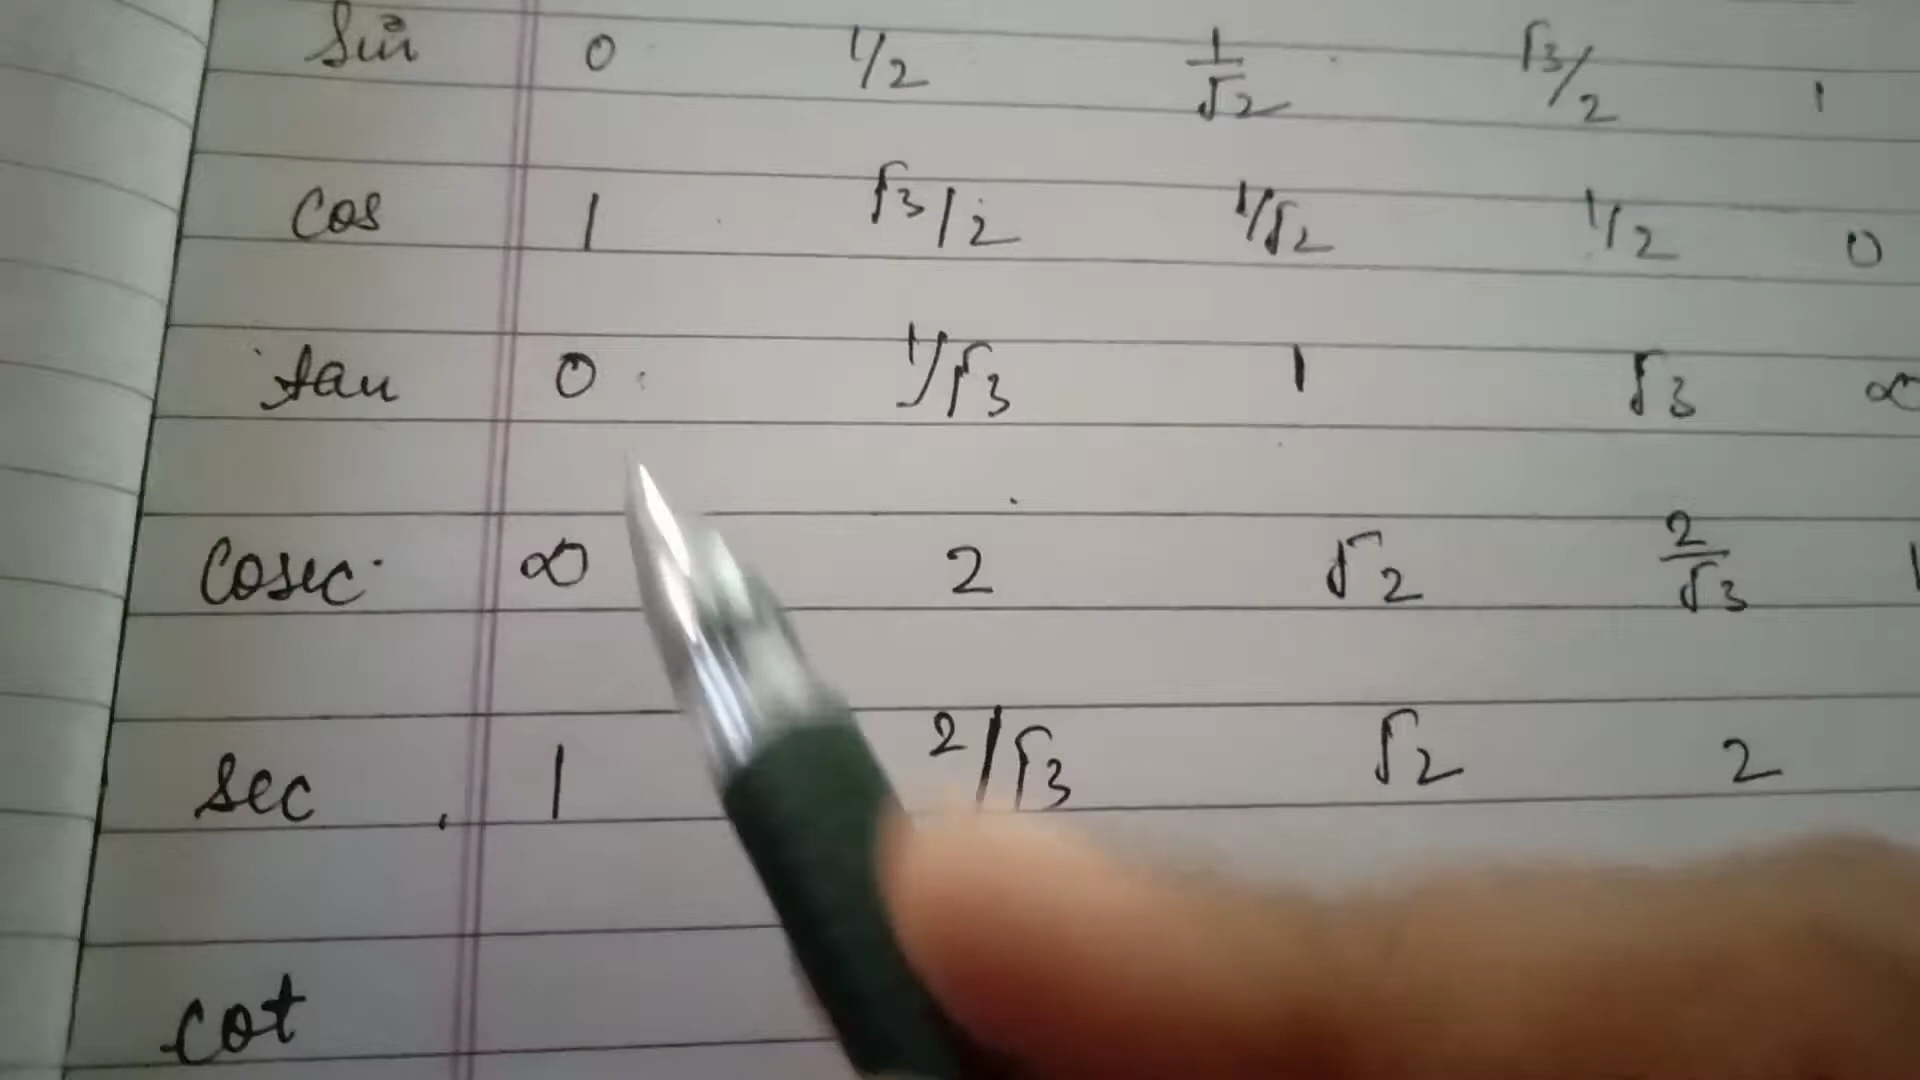 Sin 0 1/2 1/√2 √3/2 1
Cos 1 √3/2 1/√2 1/2 0
tan 0 1/√3 1 √3 ∞
Cosec ∞ 2 √2 2/√3 1
Sec 1 2/√3 √2 2
Cot